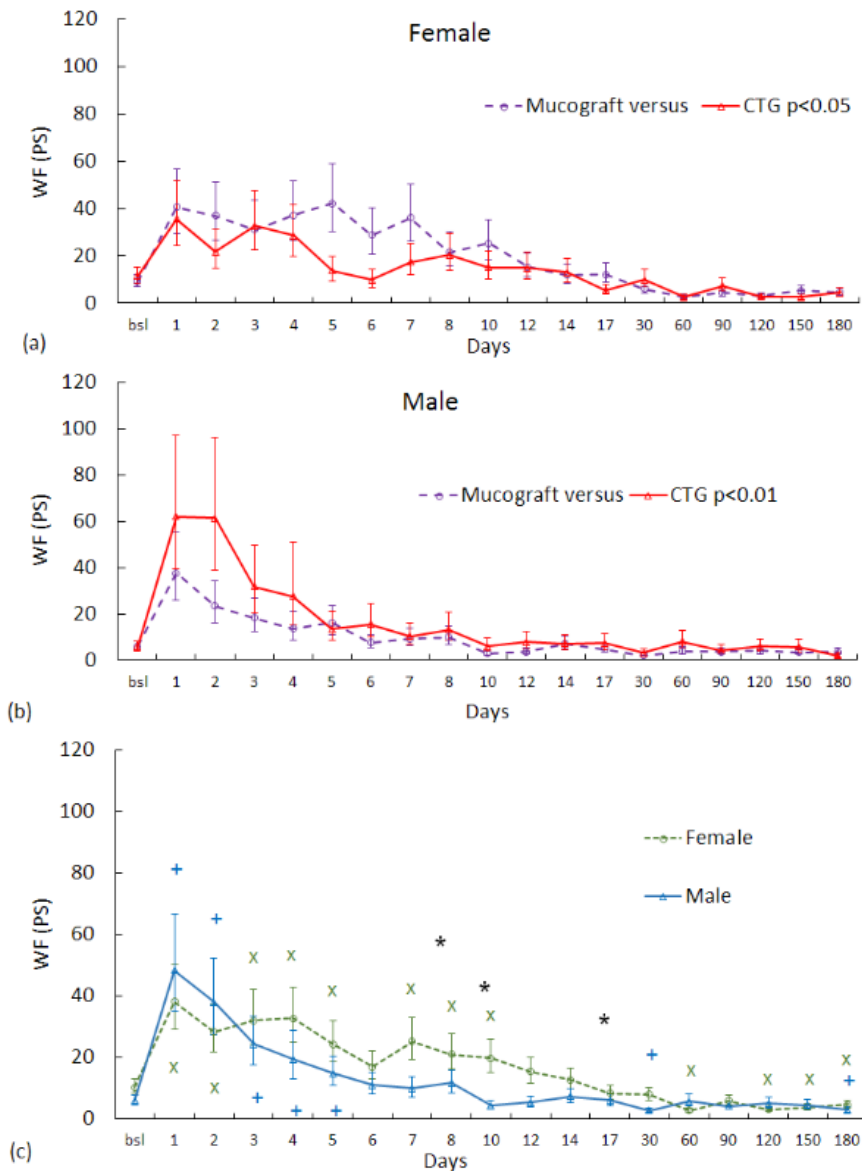 Female
120
100
80
60
40
20
0
WF (PS)
Mucograft versus
CTG p<0.05
bsl 1 2 3 4 5 6 7 8 10 12 14 17 30 60 90 120 150 180
Days
(a)
Male
120
100
80
60
40
20
0
WF (PS)
Mucograft versus
CTG p<0.01
bsl 1 2 3 4 5 6 7 8 10 12 14 17 30 60 90 120 150 180
Days
(b)
120
100
80
60
40
20
0
WF (PS)
Female
Male
+
+
x
x
x
x
x
x
*
*
*
+
x
x
x
x
+
x
x
+
+
+
bsl 1 2 3 4 5 6 7 8 10 12 14 17 30 60 90 120 150 180
Days
(c)